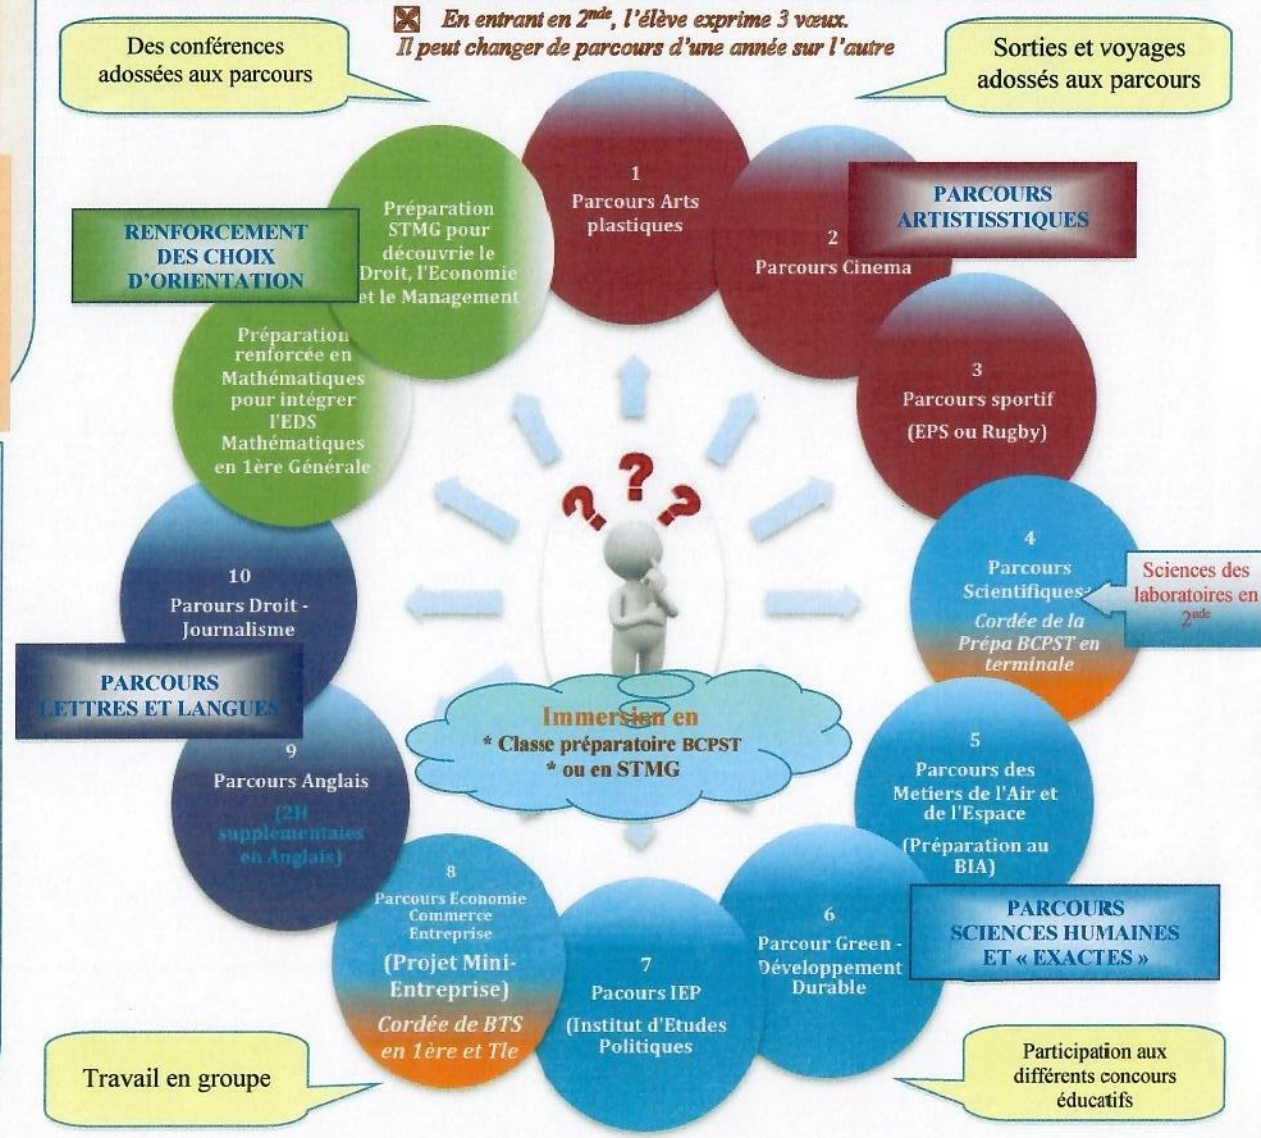 En entrant en 2nde, l'élève exprime 3 vœux.
Il peut changer de parcours d'une année sur l'autre
Des conférences
adossées aux parcours
Sorties et voyages
adossés aux parcours
1
Parcours Arts
plastiques
2
Parcours Cinema
PARCOURS
ARTISTISSTIQUES
3
Parcours sportif
(EPS ou Rugby)
4
Parcours
Scientifiques
Cordée de la
Prépa BCPST en
terminale
Sciences des
laboratoires en
2nde
5
Parcours des
Metiers de l'Air et
de l'Espace
(Préparation au
BIA)
PARCOURS
SCIENCES HUMAINES
ET « EXACTES »
6
Parcour Green -
Développement
Durable
7
Pacours IEP
(Institut d'Etudes
Politiques
8
Parcours Economie
Commerce
Entreprise
(Projet Mini-
Entreprise)
Cordée de BTS
en 1ère et Tle
9
Parcours Anglais
(2H
supplémentaies
en Anglais)
PARCOURS
LETTRES ET LANGUES
10
Parours Droit -
Journalisme
Préparation
renforcée en
Mathématiques
pour intégrer
l'EDS
Mathématiques
en 1ère Générale
RENFORCEMENT
DES CHOIX
D'ORIENTATION
Préparation
STMG pour
découvrie le
Droit, l'Economie
et le Management
? ? ?
Immersion en
* Classe préparatoire BCPST
* ou en STMG
Travail en groupe
Participation aux
différents concours
éducatifs